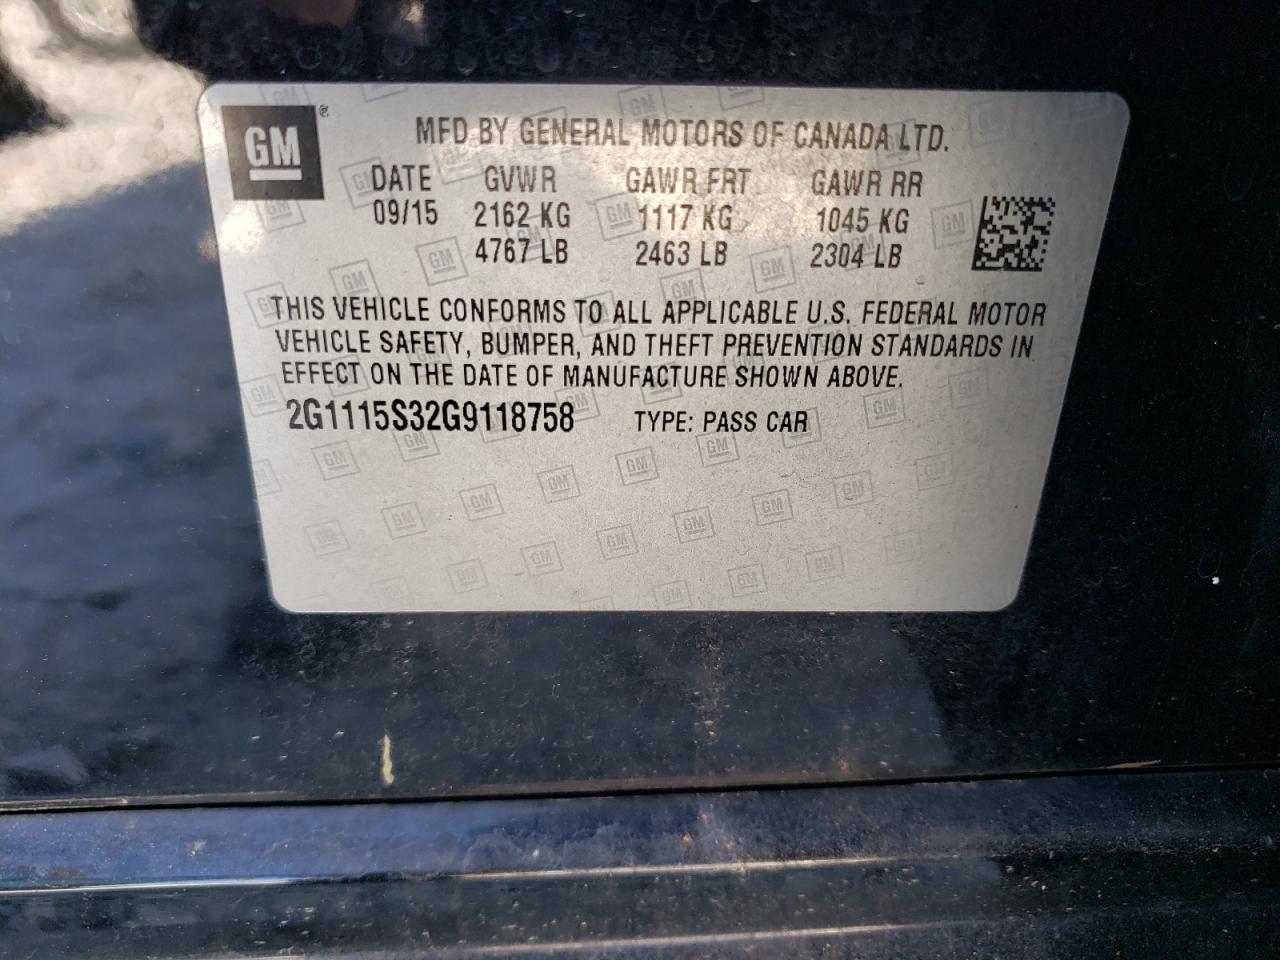 GM®
MFD BY GENERAL MOTORS OF CANADA LTD.
DATE GVWR GAWR FRT GAWR RR
09/15 2162 KG 1117 KG 1045 KG
4767 LB 2463 LB 2304 LB
THIS VEHICLE CONFORMS TO ALL APPLICABLE U.S. FEDERAL MOTOR
VEHICLE SAFETY, BUMPER, AND THEFT PREVENTION STANDARDS IN
EFFECT ON THE DATE OF MANUFACTURE SHOWN ABOVE.
2G1115S32G9118758 TYPE: PASS CAR